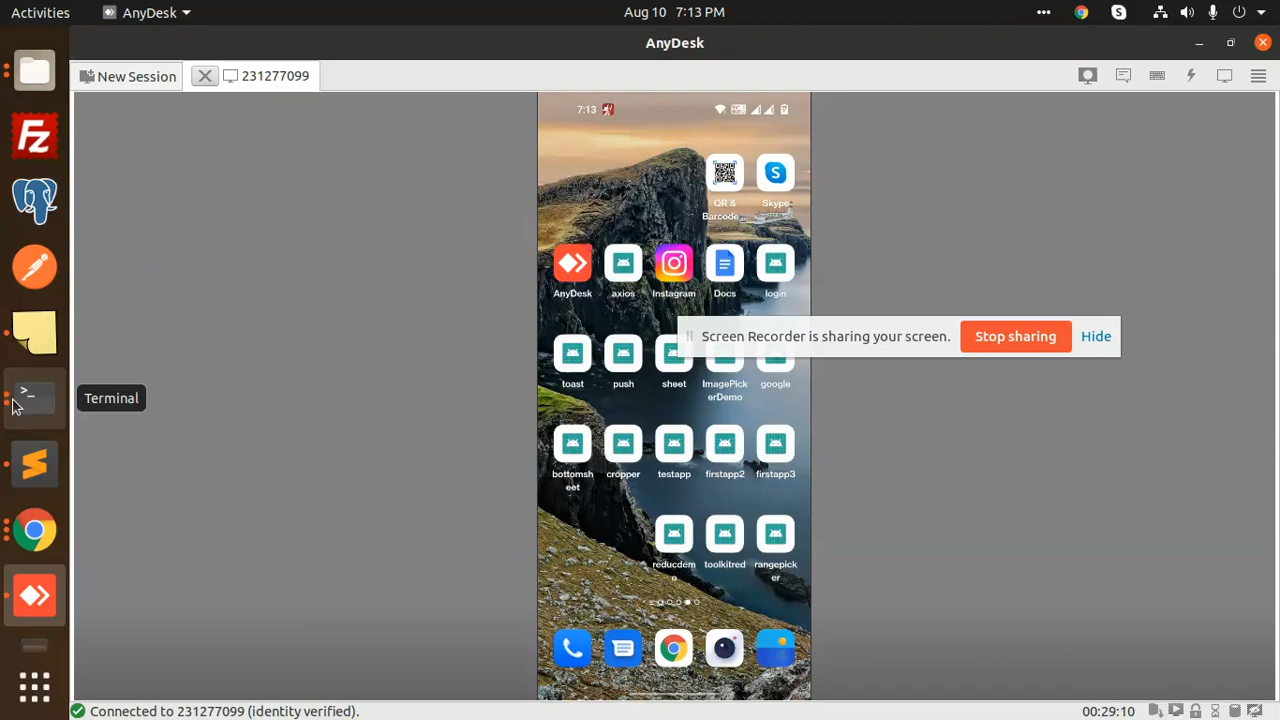 Activities
AnyDesk
Aug 10 7:13 PM
AnyDesk
New Session
231277099
7:13
QR &
Barcode...
Skype
AnyDesk
axios
Instagram
Docs
login
Screen Recorder is sharing your screen.
Stop sharing
Hide
toast
push
sheet
ImagePic
kerDemo
google
Terminal
bottomsh
eet
cropper
testapp
firstapp2
firstapp3
reducdem
o
toolkitred
rangepick
er
Connected to 231277099 (identity verified).
00:29:10